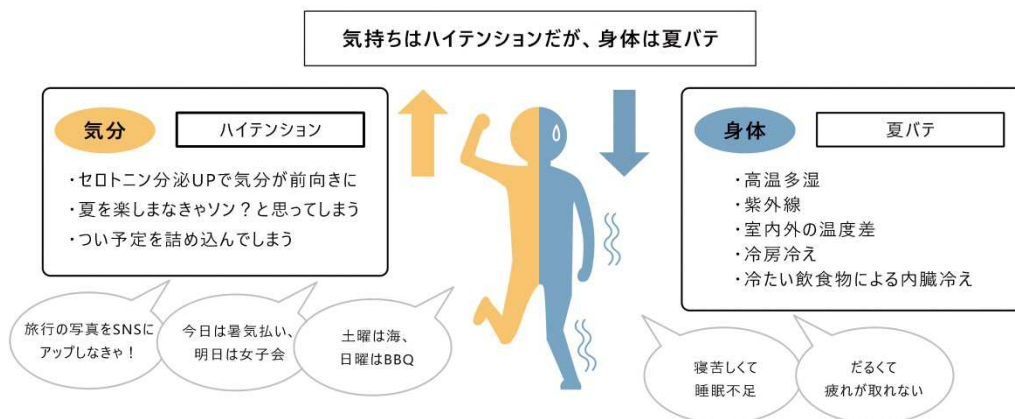 気持ちはハイテンションだが、身体は夏バテ
気分
ハイテンション
・セロトニン分泌UPで気分が前向きに
・夏を楽しまなきゃソン？と思ってしまう
・つい予定を詰め込んでしまう
旅行の写真をSNSに
アップしなきゃ！
今日は暑気払い、
明日は女子会
土曜は海、
日曜はBBQ
身体
夏バテ
・高温多湿
・紫外線
・室内外の温度差
・冷房冷え
・冷たい飲食物による内臓冷え
寝苦しくて
睡眠不足
だるくて
疲れが取れない